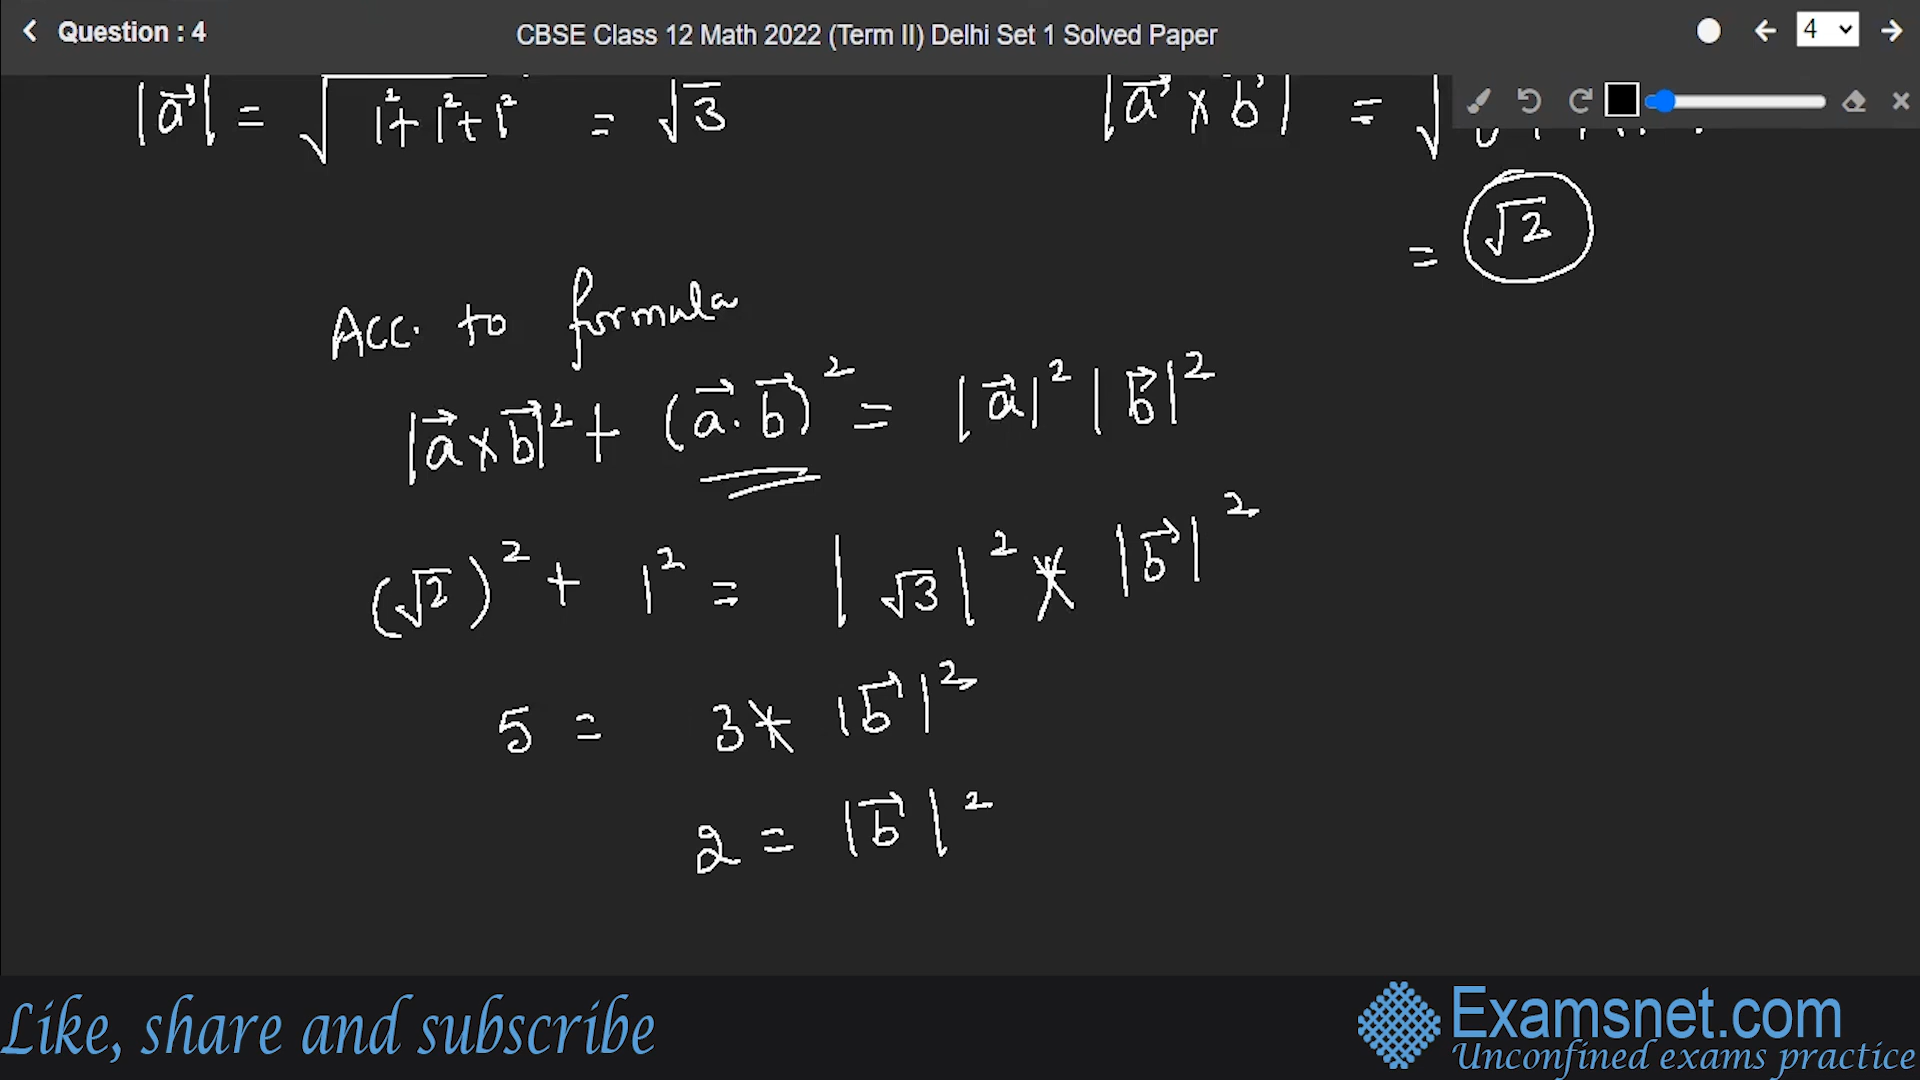 Question : 4
CBSE Class 12 Math 2022 (Term II) Delhi Set 1 Solved Paper
4
|a⃗| = √(1² + 1² + 1²) = √3
|a⃗ × b⃗| = √
= √2
Acc. to formula
|a⃗ × b⃗|² + (a⃗ . b⃗)² = |a⃗|² |b⃗|²
(√2)² + 1² = |√3|² * |b⃗|²
5 = 3 * |b⃗|²
2 = |b⃗|²
Like, share and subscribe
Examsnet.com
Unconfined exams practice